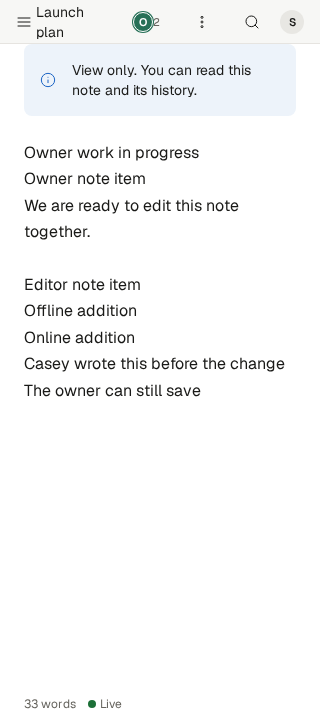 Launch
plan
O 2
S
View only. You can read this
note and its history.
Owner work in progress
Owner note item
We are ready to edit this note
together.
Editor note item
Offline addition
Online addition
Casey wrote this before the change
The owner can still save
33 words Live